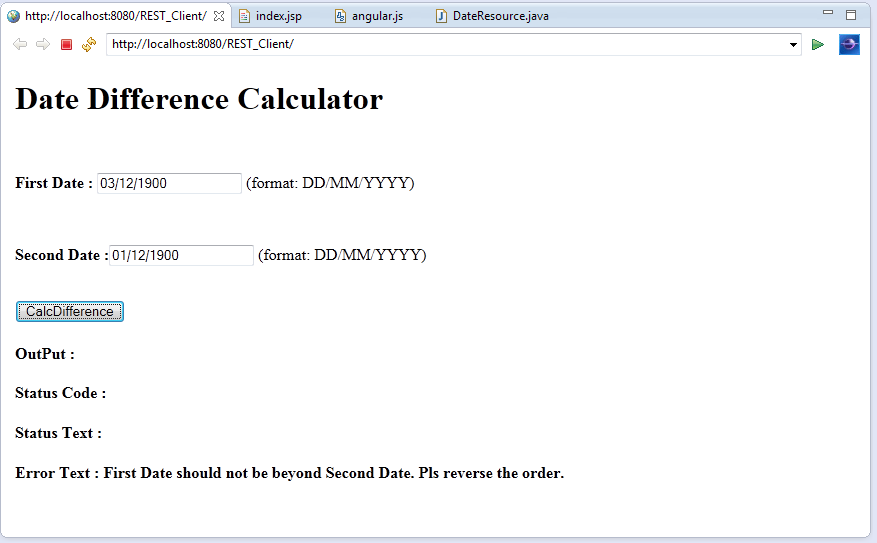 http://localhost:8080/REST_Client/ index.jsp angular.js DateResource.java
http://localhost:8080/REST_Client/
Date Difference Calculator
First Date : 03/12/1900 (format: DD/MM/YYYY)
Second Date : 01/12/1900 (format: DD/MM/YYYY)
CalcDifference
OutPut :
Status Code :
Status Text :
Error Text : First Date should not be beyond Second Date. Pls reverse the order.